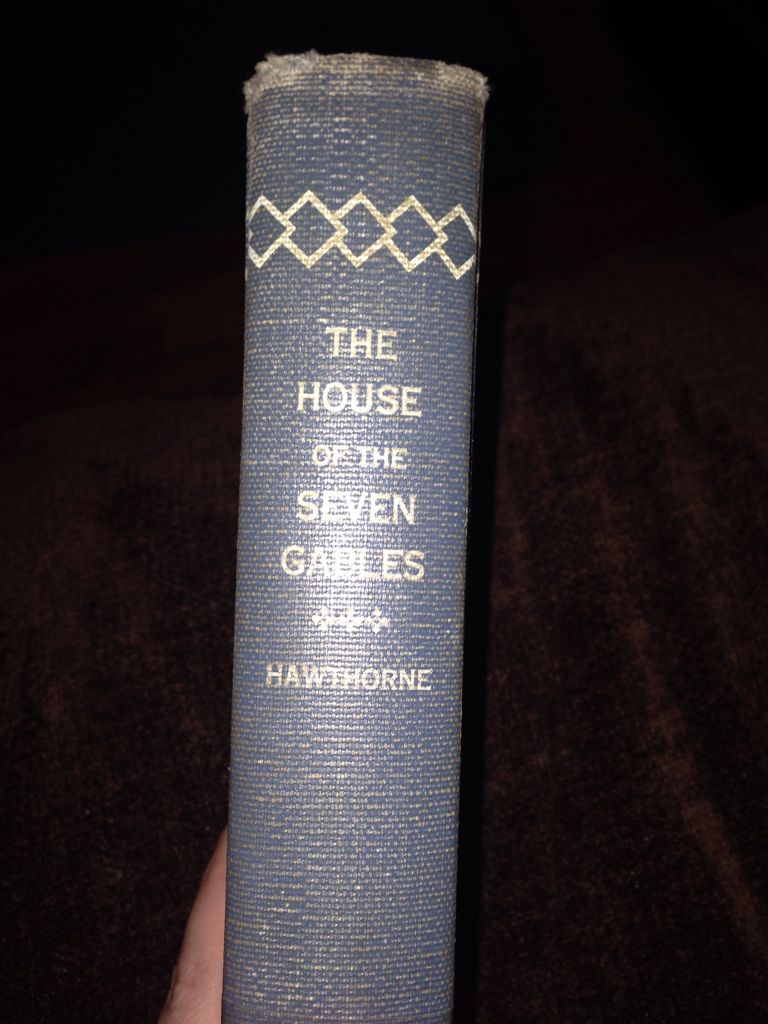 THE
HOUSE
OF THE
SEVEN
GABLES
HAWTHORNE